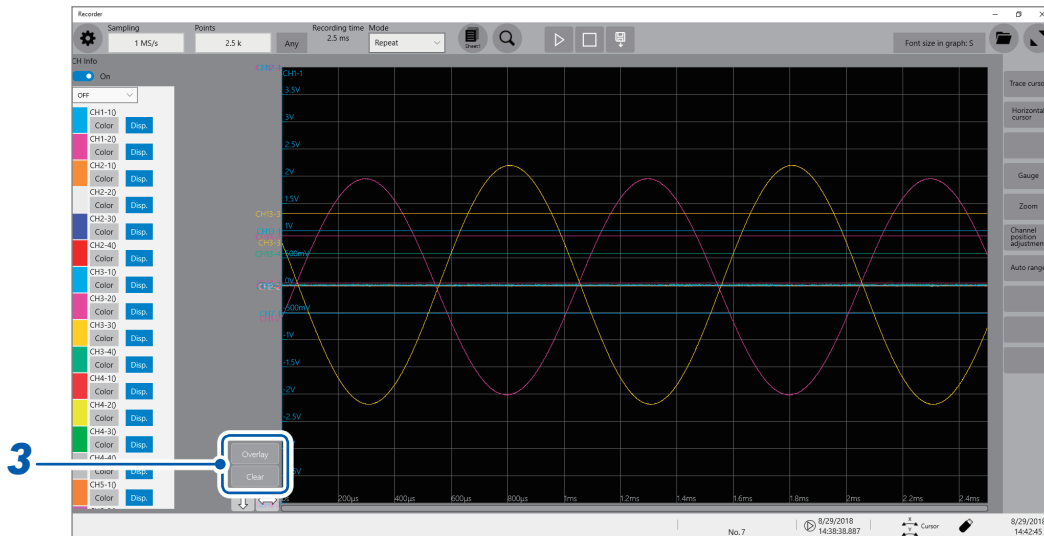 Recorder
Sampling Points Recording time Mode
1 MS/s 2.5 k Any 2.5 ms Repeat Sheet1 Font size in graph: S
CH Info
On
OFF
CH1-1()
Color Disp.
CH1-2()
Color Disp.
CH2-1()
Color Disp.
CH2-2()
Color Disp.
CH2-3()
Color Disp.
CH2-4()
Color Disp.
CH3-1()
Color Disp.
CH3-2()
Color Disp.
CH3-3()
Color Disp.
CH3-4()
Color Disp.
CH4-1()
Color Disp.
CH4-2()
Color Disp.
CH4-3()
Color Disp.
CH4-4()
Color Disp.
CH5-1()
Color Disp.
3
Overlay
Clear
CH1-1
3.5V
3V
2.5V
2V
1.5V
CH13-3
1V
CH3-3
500mV
0V
-500mV
-1V
-1.5V
-2V
-2.5V
200µs 400µs 600µs 800µs 1ms 1.2ms 1.4ms 1.6ms 1.8ms 2ms 2.2ms 2.4ms
Trace curso
Horizonta
cursor
Gauge
Zoom
Channel
position
adjustmen
Auto range
No. 7 8/29/2018 14:38:38.887 X Y Cursor 8/29/2018 14:42:45